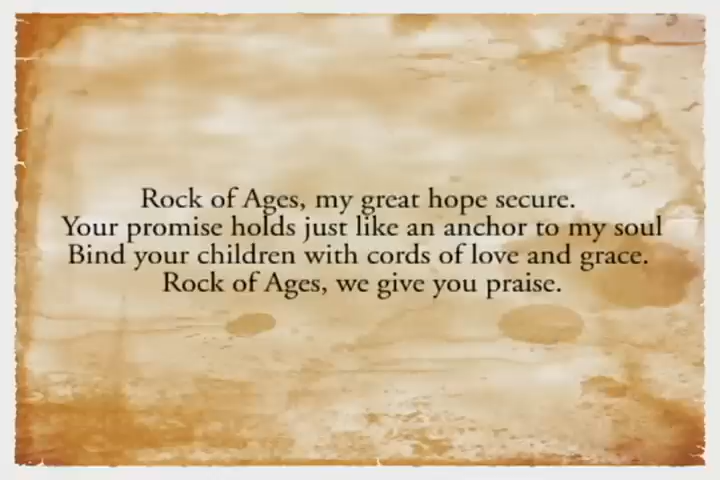 Rock of Ages, my great hope secure.
Your promise holds just like an anchor to my soul
Bind your children with cords of love and grace.
Rock of Ages, we give you praise.